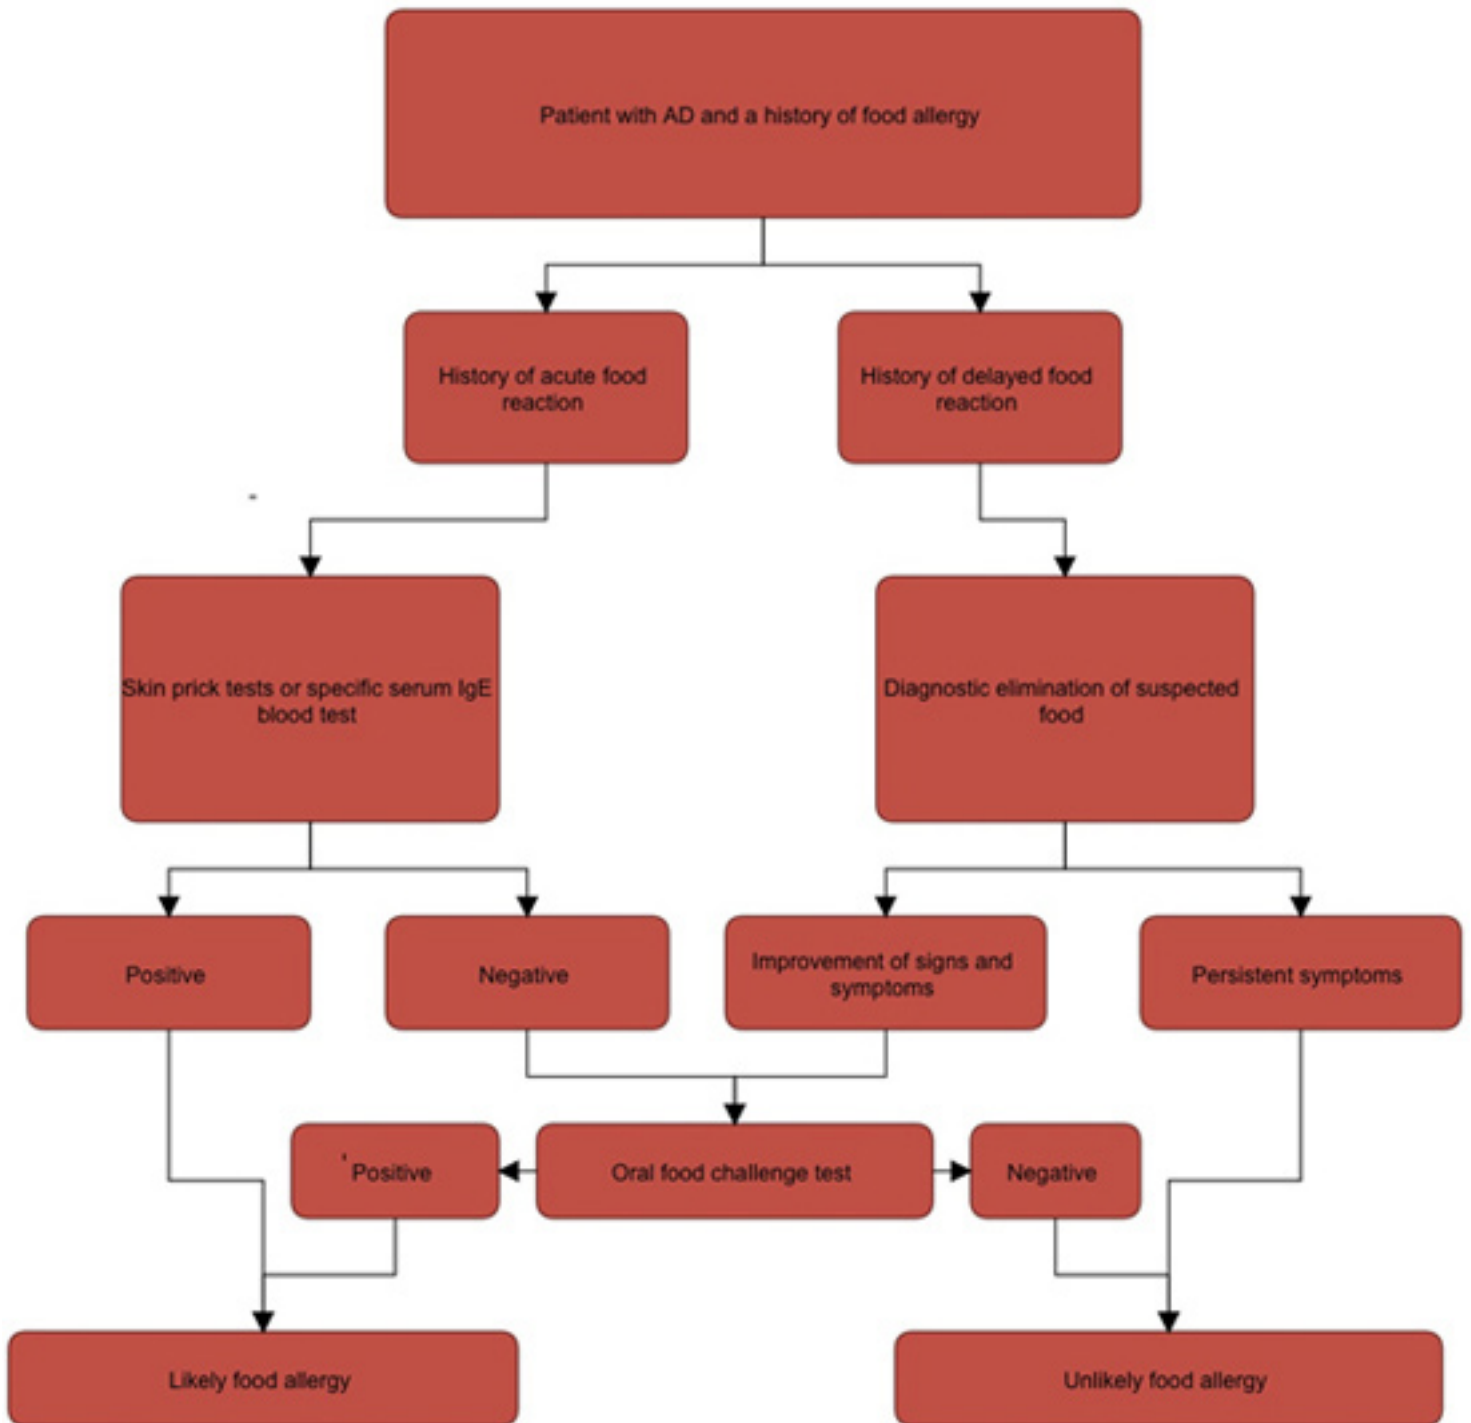 Patient with AD and a history of food allergy
History of acute food
reaction
History of delayed food
reaction
Skin prick tests or specific serum IgE
blood test
Diagnostic elimination of suspected
food
Positive
Negative
Improvement of signs and
symptoms
Persistent symptoms
Positive
Oral food challenge test
Negative
Likely food allergy
Unlikely food allergy